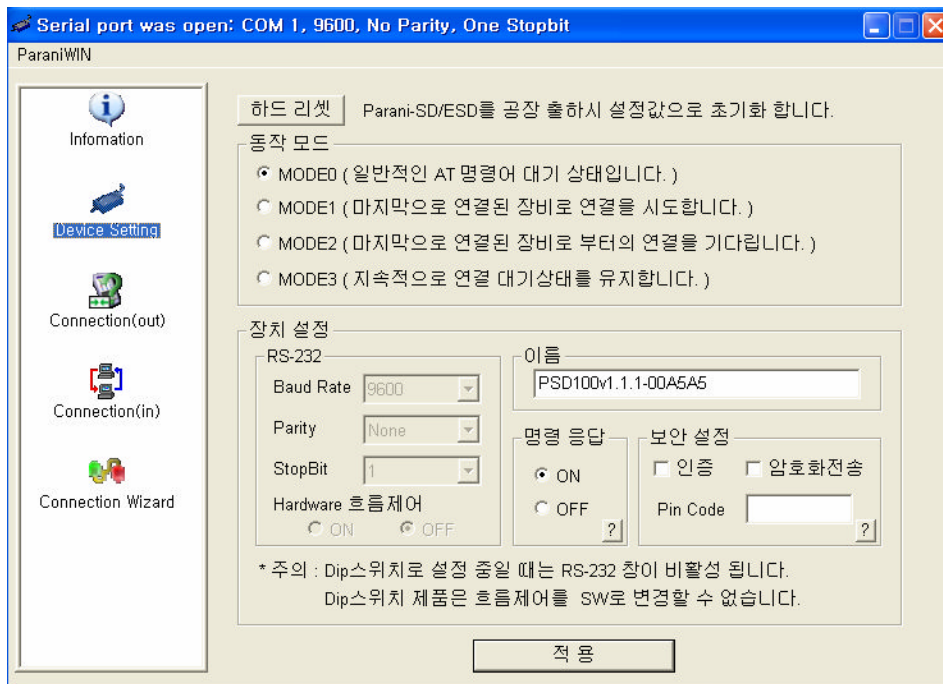 Serial port was open: COM 1, 9600, No Parity, One Stopbit
ParaniWIN
Infomation
Device Setting
Connection(out)
Connection(in)
Connection Wizard
하드 리셋 Parani-SD/ESD를 공장 출하시 설정값으로 초기화 합니다.
동작 모드
MODE0 ( 일반적인 AT 명령어 대기 상태입니다. )
MODE1 ( 마지막으로 연결된 장비로 연결을 시도합니다. )
MODE2 ( 마지막으로 연결된 장비로 부터의 연결을 기다립니다. )
MODE3 ( 지속적으로 연결 대기상태를 유지합니다. )
장치 설정
RS-232
Baud Rate 9600
Parity None
StopBit 1
Hardware 흐름제어
ON OFF
이름
PSD100v1.1.1-00A5A5
명령 응답
ON
OFF
?
보안 설정
인증 암호화전송
Pin Code
?
* 주의 : Dip스위치로 설정 중일 때는 RS-232 창이 비활성 됩니다.
Dip스위치 제품은 흐름제어를 SW로 변경할 수 없습니다.
적 용